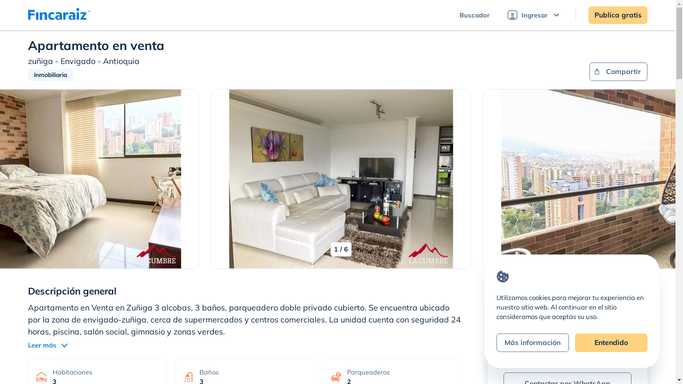 Fincaraiz
Buscador
Ingresar
Publica gratis
Apartamento en venta
zuñiga - Envigado - Antioquia
Inmobiliaria
Compartir
1 / 6
LA CUMBRE
Descripción general
Apartamento en Venta en Zuñiga 3 alcobas, 3 baños, parqueadero doble privado cubierto. Se encuentra ubicado
por la zona de envigado-zuñiga, cerca de supermercados y centros comerciales. La unidad cuenta con seguridad 24
horas, piscina, salón social, gimnasio y zonas verdes.
Leer más
Utilizamos cookies para mejorar tu experiencia en
nuestro sitio web. Al continuar en el sitio
consideramos que aceptas su uso.
Más información
Entendido
Habitaciones
3
Baños
3
Parqueaderos
2
Contactar por WhatsApp